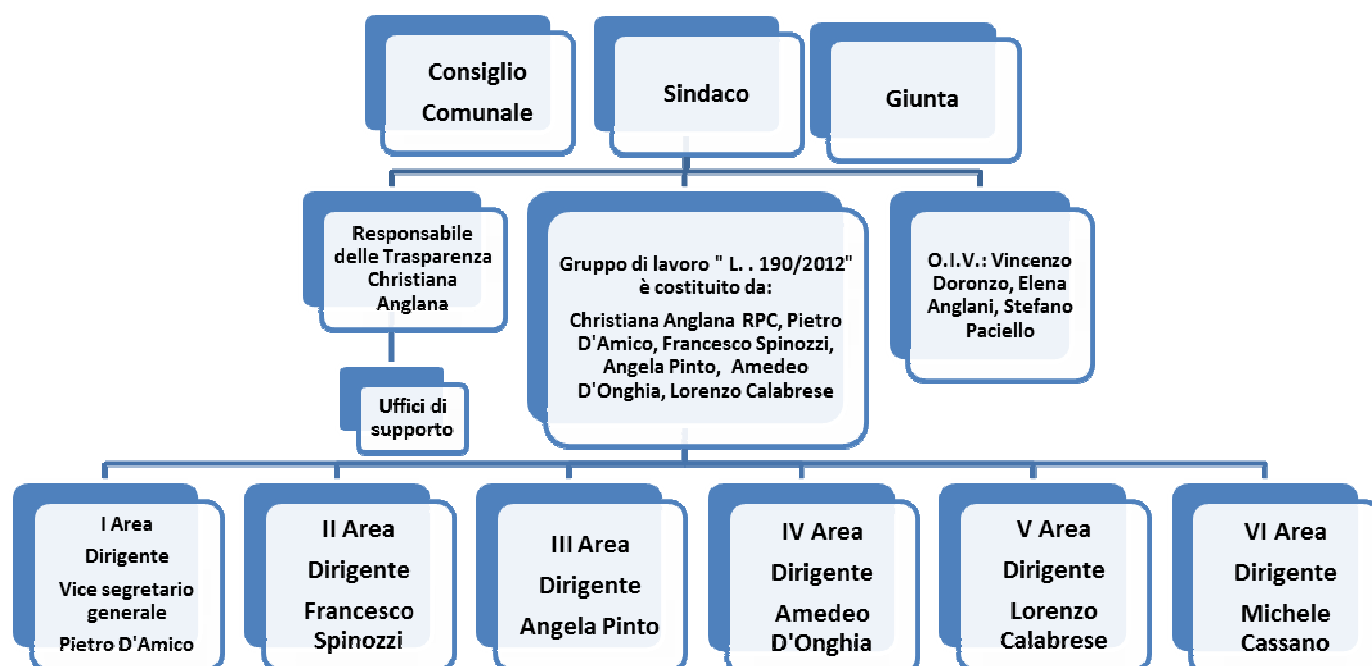 Consiglio
Comunale
Sindaco
Giunta
Responsabile
delle Trasparenza
Christiana
Anglana
Gruppo di lavoro " L. . 190/2012"
è costituito da:
Christiana Anglana RPC, Pietro
D'Amico, Francesco Spinozzi,
Angela Pinto, Amedeo
D'Onghia, Lorenzo Calabrese
O.I.V.: Vincenzo
Doronzo, Elena
Anglani, Stefano
Paciello
Uffici di
supporto
I Area
Dirigente
Vice segretario
generale
Pietro D'Amico
II Area
Dirigente
Francesco
Spinozzi
III Area
Dirigente
Angela Pinto
IV Area
Dirigente
Amedeo
D'Onghia
V Area
Dirigente
Lorenzo
Calabrese
VI Area
Dirigente
Michele
Cassano